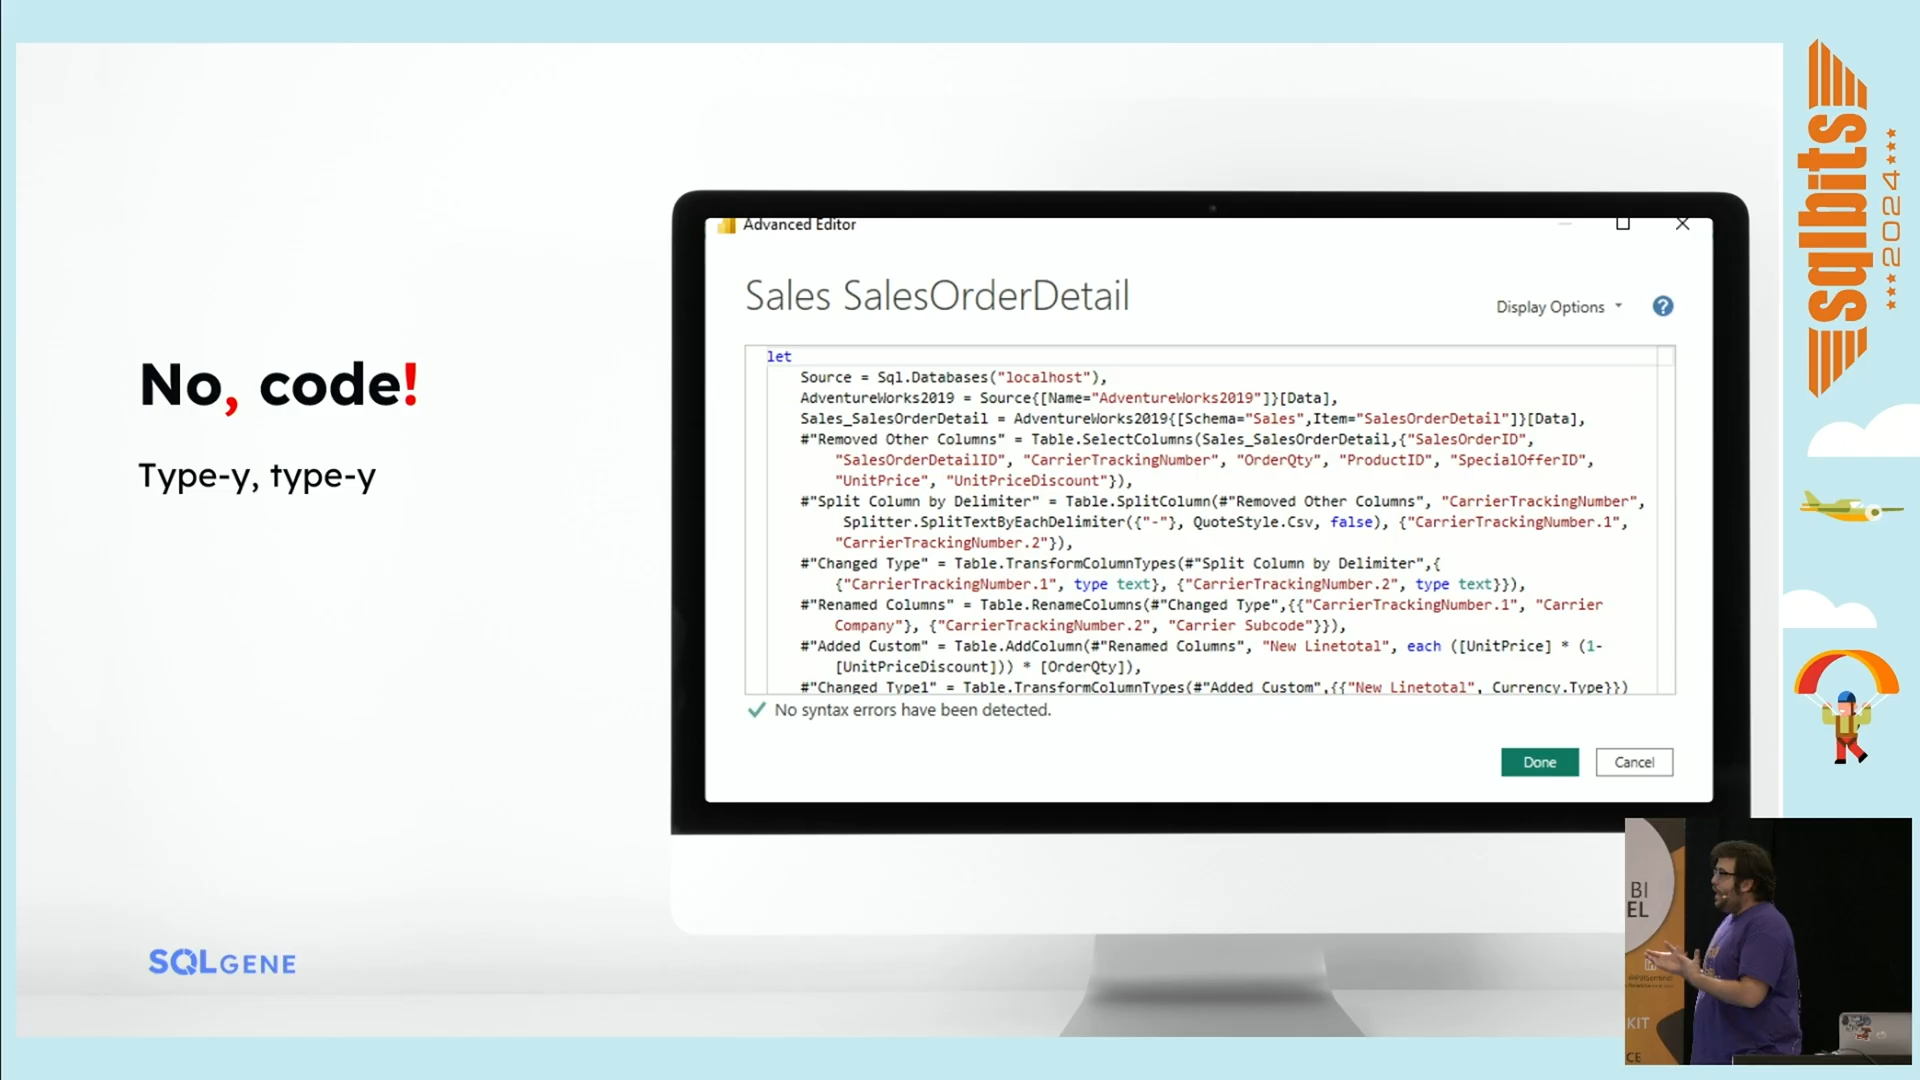 No, code!
Type-y, type-y
SQLGENE
Advanced Editor
Sales SalesOrderDetail
Display Options
?
let
Source = Sql.Databases("localhost"),
AdventureWorks2019 = Source{[Name="AdventureWorks2019"]}[Data],
Sales_SalesOrderDetail = AdventureWorks2019{[Schema="Sales",Item="SalesOrderDetail"]}[Data],
#"Removed Other Columns" = Table.SelectColumns(Sales_SalesOrderDetail,{"SalesOrderID",
"SalesOrderDetailID", "CarrierTrackingNumber", "OrderQty", "ProductID", "SpecialOfferID",
"UnitPrice", "UnitPriceDiscount"}),
#"Split Column by Delimiter" = Table.SplitColumn(#"Removed Other Columns", "CarrierTrackingNumber",
Splitter.SplitTextByEachDelimiter({"-"}, QuoteStyle.Csv, false), {"CarrierTrackingNumber.1",
"CarrierTrackingNumber.2"}),
#"Changed Type" = Table.TransformColumnTypes(#"Split Column by Delimiter",{
{"CarrierTrackingNumber.1", type text}, {"CarrierTrackingNumber.2", type text}}),
#"Renamed Columns" = Table.RenameColumns(#"Changed Type",{{"CarrierTrackingNumber.1", "Carrier
Company"}, {"CarrierTrackingNumber.2", "Carrier Subcode"}}),
#"Added Custom" = Table.AddColumn(#"Renamed Columns", "New Linetotal", each ([UnitPrice] * (1-
[UnitPriceDiscount])) * [OrderQty]),
#"Changed Type1" = Table.TransformColumnTypes(#"Added Custom",{{"New Linetotal", Currency.Type}})
No syntax errors have been detected.
Done
Cancel
sqlbits
2024
BI
EL
KIT
CE